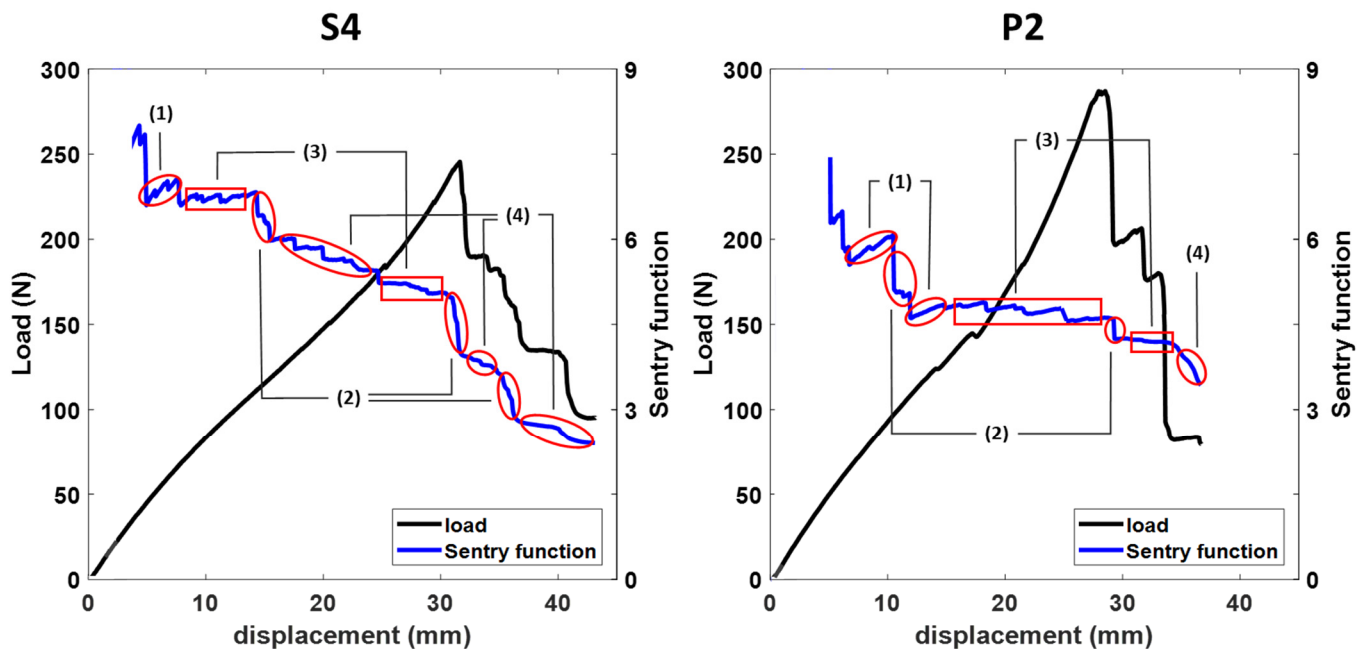 S4
300
250
200
150
100
50
0
Load (N)
9
6
3
0
Sentry function
0 10 20 30 40
displacement (mm)
(1)
(3)
(4)
(2)
load
Sentry function
P2
300
250
200
150
100
50
0
Load (N)
9
6
3
0
Sentry function
0 10 20 30 40
displacement (mm)
(3)
(1)
(4)
(2)
load
Sentry function